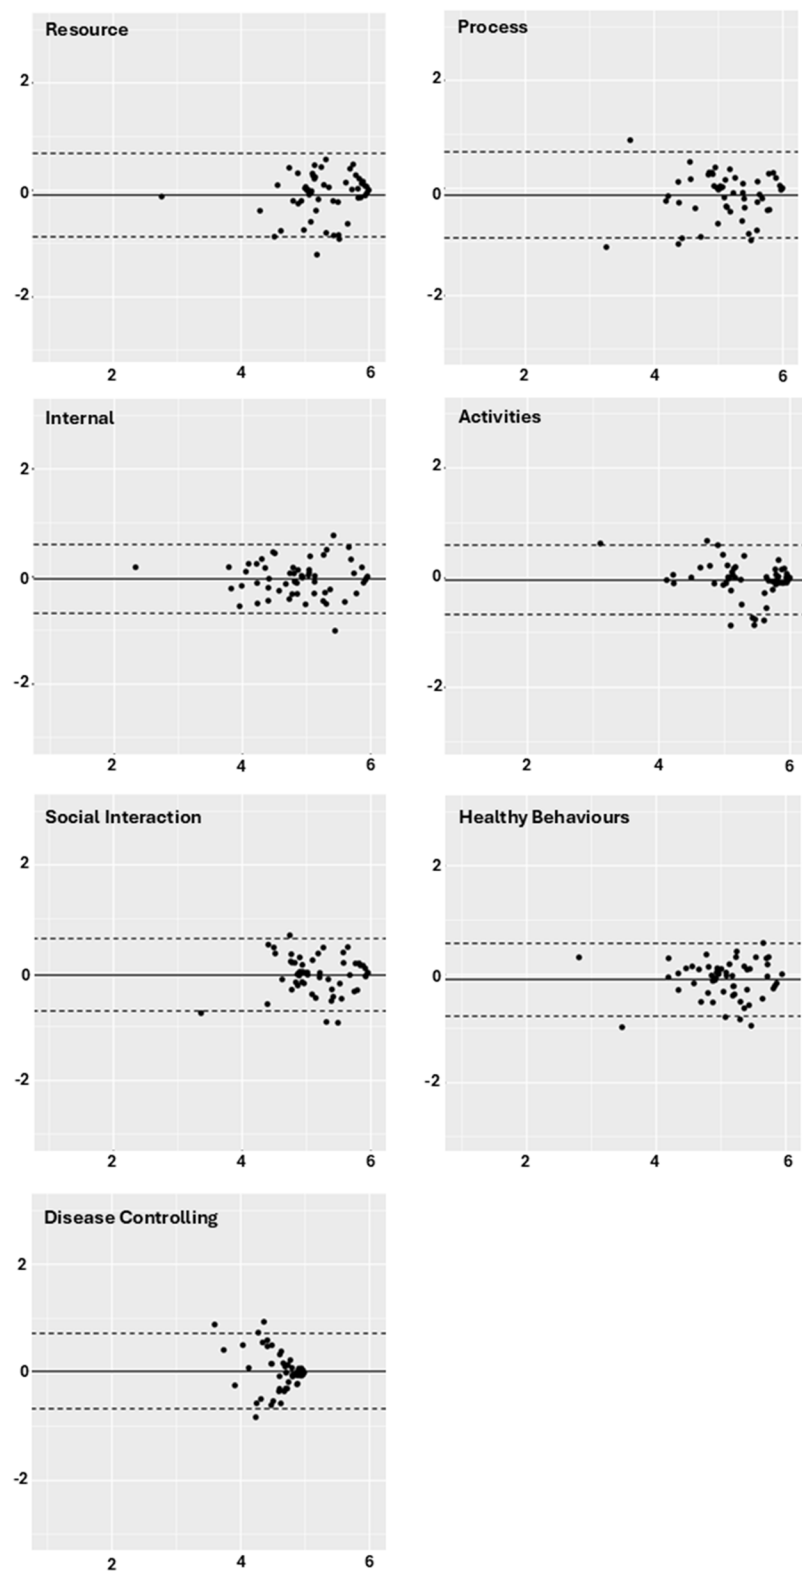 Resource
2
0
-2
2 4 6
Process
2
0
-2
2 4 6
Internal
2
0
-2
2 4 6
Activities
2
0
-2
2 4 6
Social Interaction
2
0
-2
2 4 6
Healthy Behaviours
2
0
-2
2 4 6
Disease Controlling
2
0
-2
2 4 6